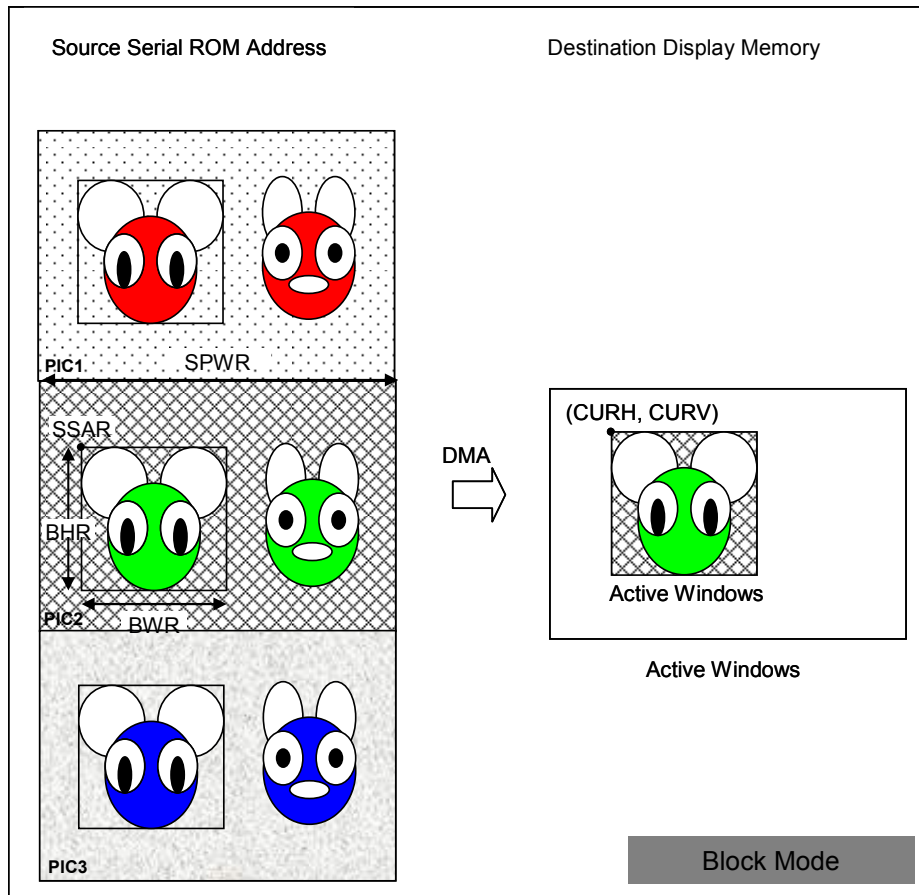 Source Serial ROM Address
Destination Display Memory
PIC1
SPWR
SSAR
BHR
BWR
PIC2
DMA
(CURH, CURV)
Active Windows
Active Windows
PIC3
Block Mode